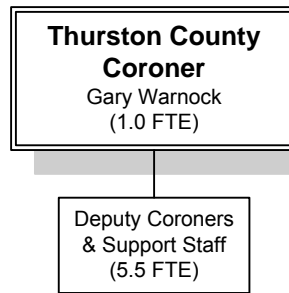 Thurston County
Coroner
Gary Warnock
(1.0 FTE)
Deputy Coroners
& Support Staff
(5.5 FTE)